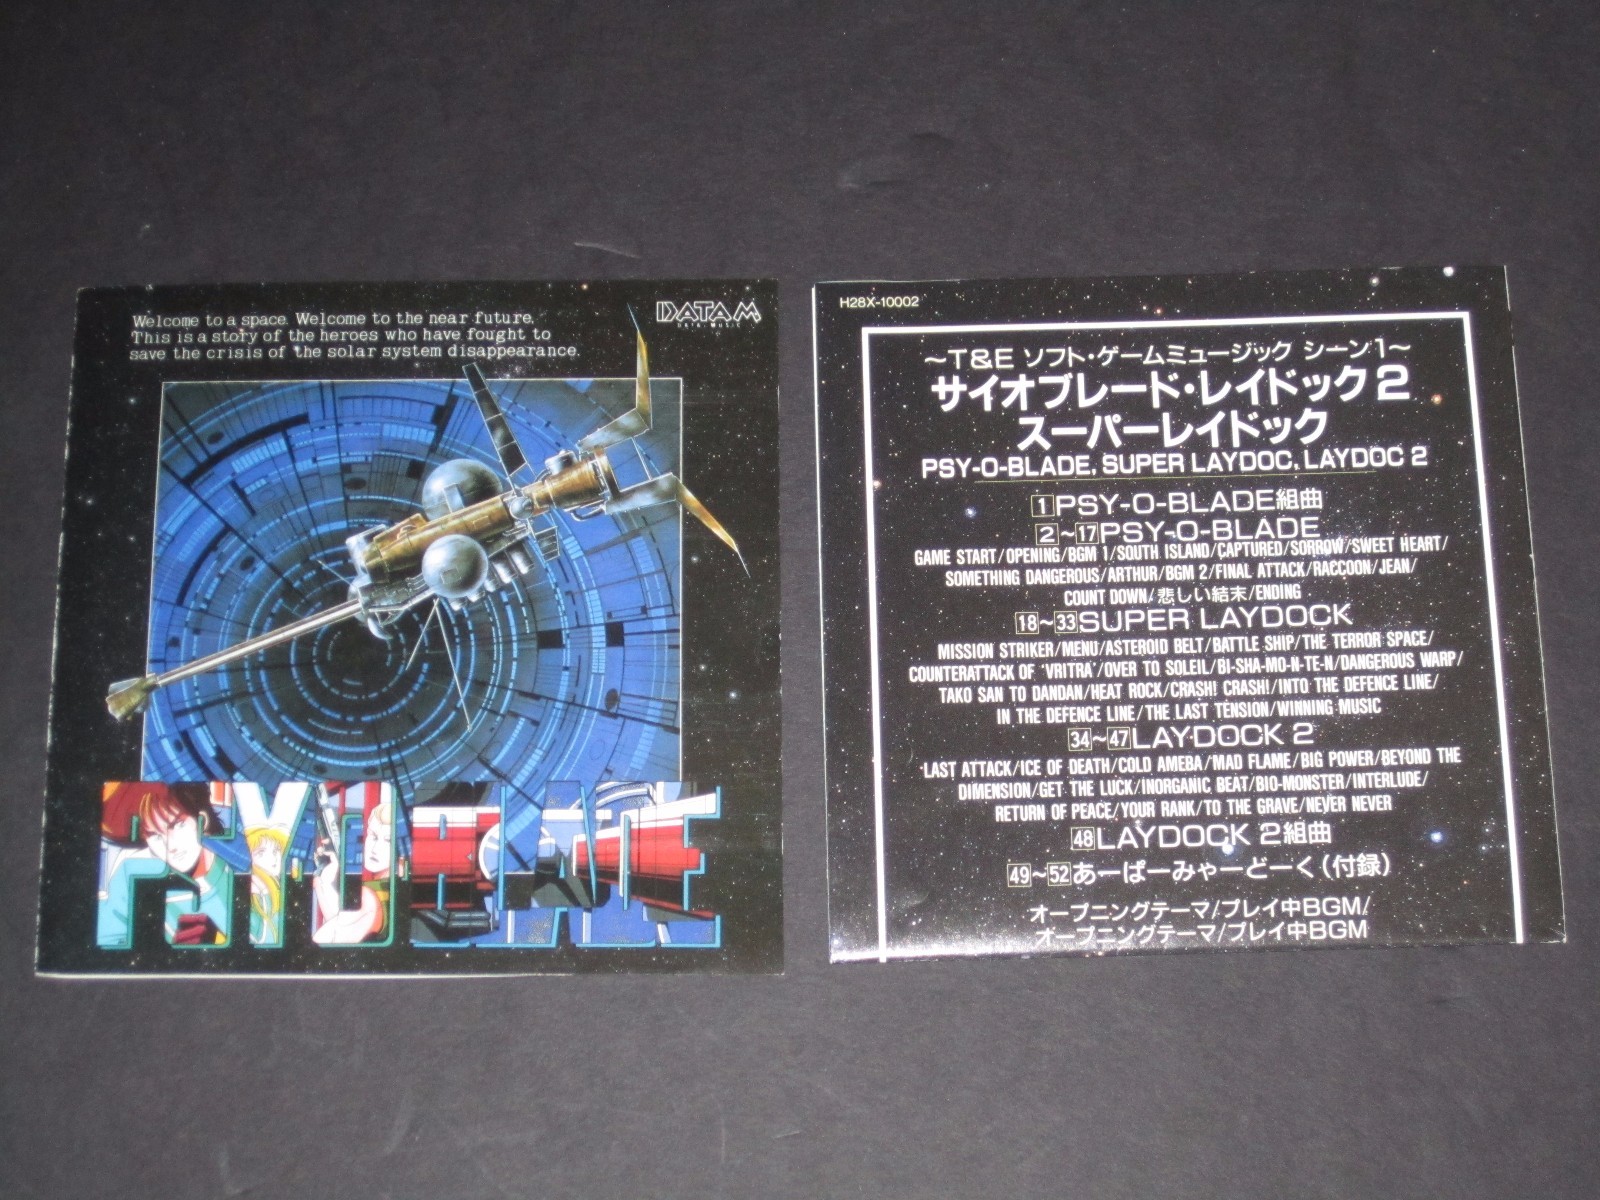 Welcome to a space. Welcome to the near future.
This is a story of the heroes who have fought to
save the crisis of the solar system disappearance.
DATAM
DATA. MUSIC
PSY O BLADE
H28X-10002
～T&E ソフト・ゲームミュージック シーン1～
サイオブレード・レイドック2
スーパーレイドック
PSY-O-BLADE, SUPER LAYDOC, LAYDOC 2
1 PSY-O-BLADE組曲
2～17 PSY-O-BLADE
GAME START/OPENING/BGM 1/SOUTH ISLAND/CAPTURED/SORROW/SWEET HEART/
SOMETHING DANGEROUS/ARTHUR/BGM 2/FINAL ATTACK/RACCOON/JEAN/
COUNT DOWN/悲しい結末/ENDING
18～33 SUPER LAYDOCK
MISSION STRIKER/MENU/ASTEROID BELT/BATTLE SHIP/THE TERROR SPACE/
COUNTERATTACK OF 'VRITRA'/OVER TO SOLEIL/BI-SHA-MO-N-TE-N/DANGEROUS WARP/
TAKO SAN TO DANDAN/HEAT ROCK/CRASH! CRASH!/INTO THE DEFENCE LINE/
IN THE DEFENCE LINE/THE LAST TENSION/WINNING MUSIC
34～47 LAYDOCK 2
LAST ATTACK/ICE OF DEATH/COLD AMEBA/MAD FLAME/BIG POWER/BEYOND THE
DIMENSION/GET THE LUCK/INORGANIC BEAT/BIO-MONSTER/INTERLUDE/
RETURN OF PEACE/YOUR RANK/TO THE GRAVE/NEVER NEVER
48 LAYDOCK 2組曲
49～52 あーぱーみゃーどーく(付録)
オープニングテーマ/プレイ中BGM/
オープニングテーマ/プレイ中BGM